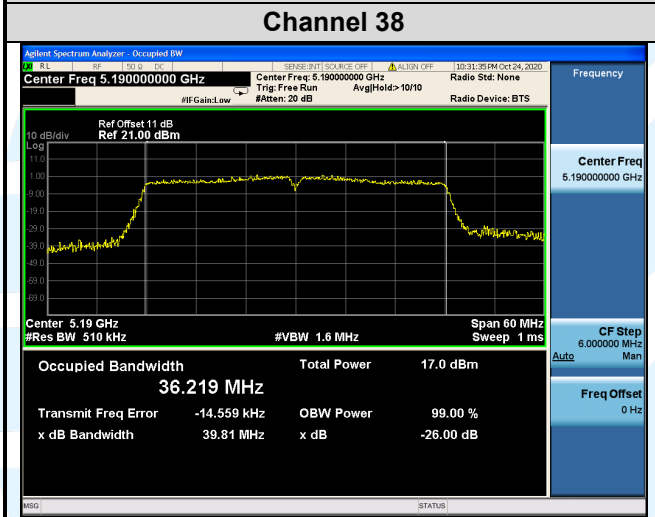 Channel 38
Agilent Spectrum Analyzer - Occupied BW
LXI RL RF 50 Ω DC SENSE:INT SOURCE OFF ALIGN OFF 10:31:35 PM Oct 24, 2020
Center Freq 5.190000000 GHz
Center Freq: 5.190000000 GHz
Radio Std: None
Trig: Free Run Avg|Hold:> 10/10
#IFGain:Low
#Atten: 20 dB
Radio Device: BTS
Frequency
Ref Offset 11 dB
10 dB/div Ref 21.00 dBm
Log
11.0
1.00
-9.00
-19.0
-29.0
-39.0
-49.0
-59.0
-69.0
Center 5.19 GHz
Span 60 MHz
#Res BW 510 kHz
#VBW 1.6 MHz
Sweep 1 ms
Occupied Bandwidth
Total Power 17.0 dBm
36.219 MHz
Transmit Freq Error -14.559 kHz
OBW Power 99.00 %
x dB Bandwidth 39.81 MHz
x dB -26.00 dB
Center Freq
5.190000000 GHz
CF Step
6.000000 MHz
Auto Man
Freq Offset
0 Hz
MSG
STATUS